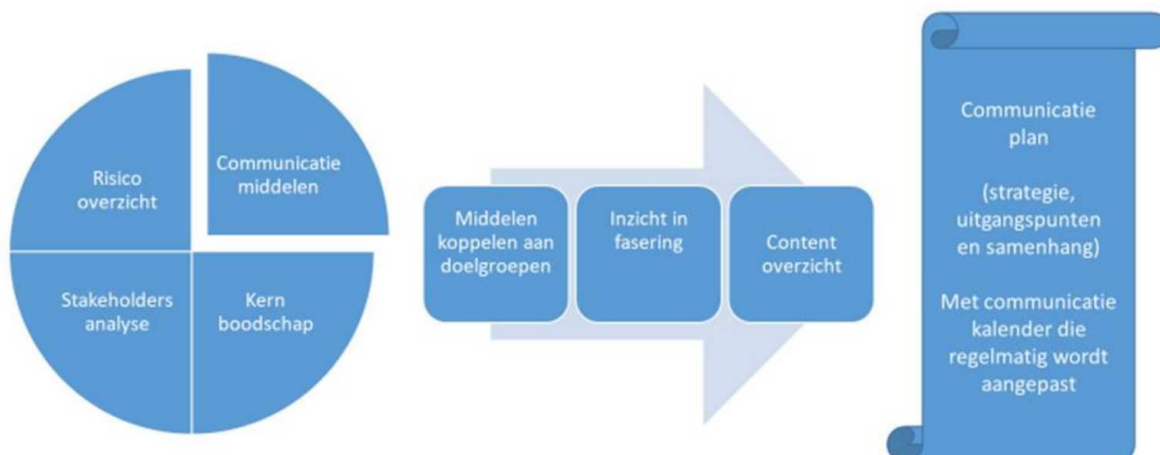 Risico
overzicht
Communicatie
middelen
Stakeholders
analyse
Kern
boodschap
Middelen
koppelen aan
doelgroepen
Inzicht in
fasering
Content
overzicht
Communicatie
plan
(strategie,
uitgangspunten
en samenhang)
Met communicatie
kalender die
regelmatig wordt
aangepast